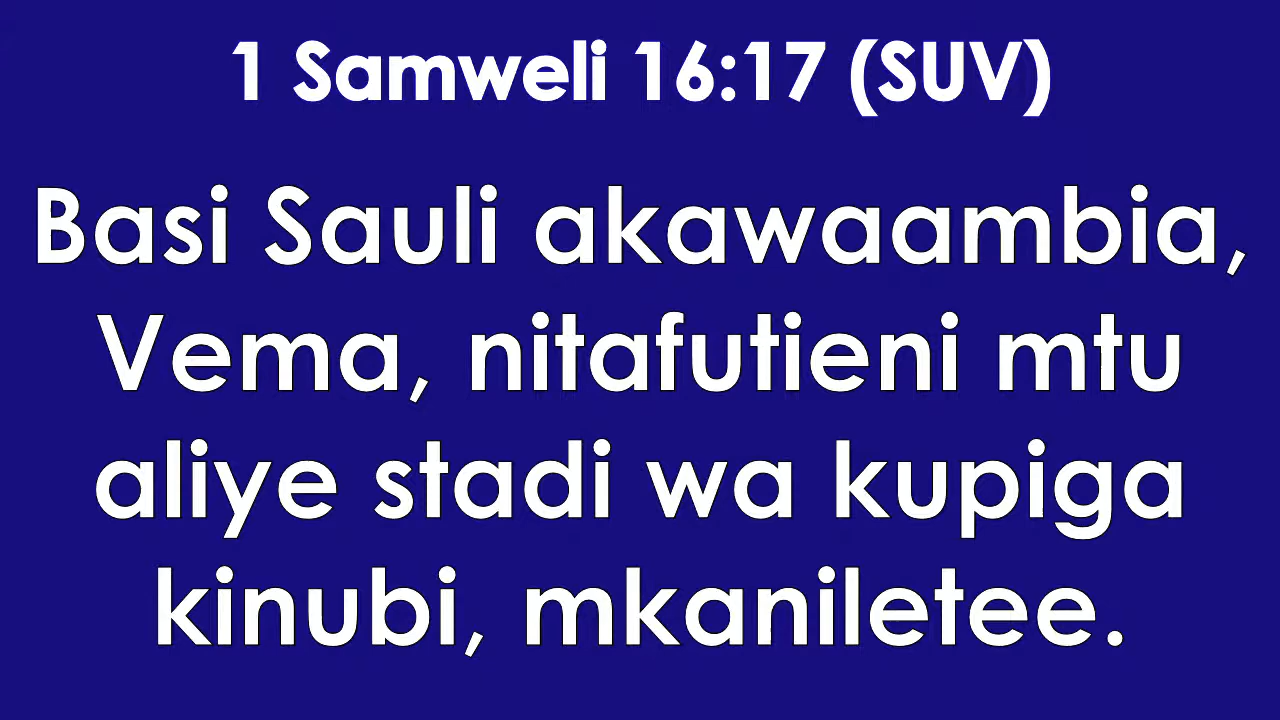 1 Samweli 16:17 (SUV)
Basi Sauli akawaambia,
Vema, nitafutieni mtu
aliye stadi wa kupiga
kinubi, mkaniletee.